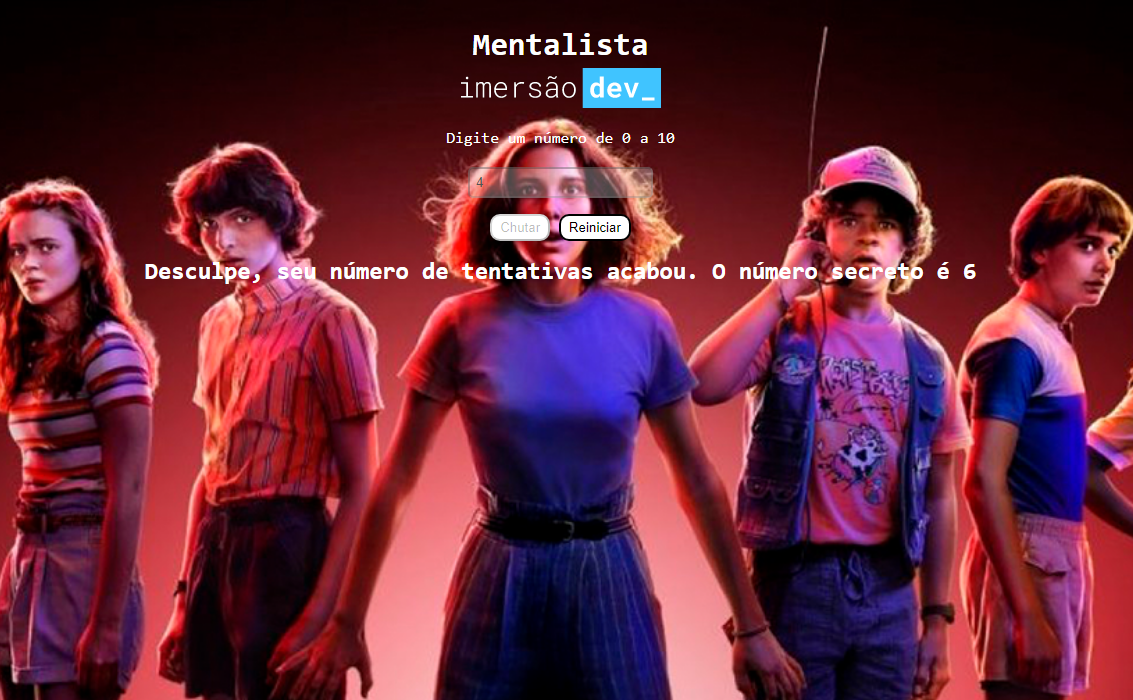 Mentalista
imersão dev_
Digite um número de 0 a 10
4
Chutar Reiniciar
Desculpe, seu número de tentativas acabou. O número secreto é 6